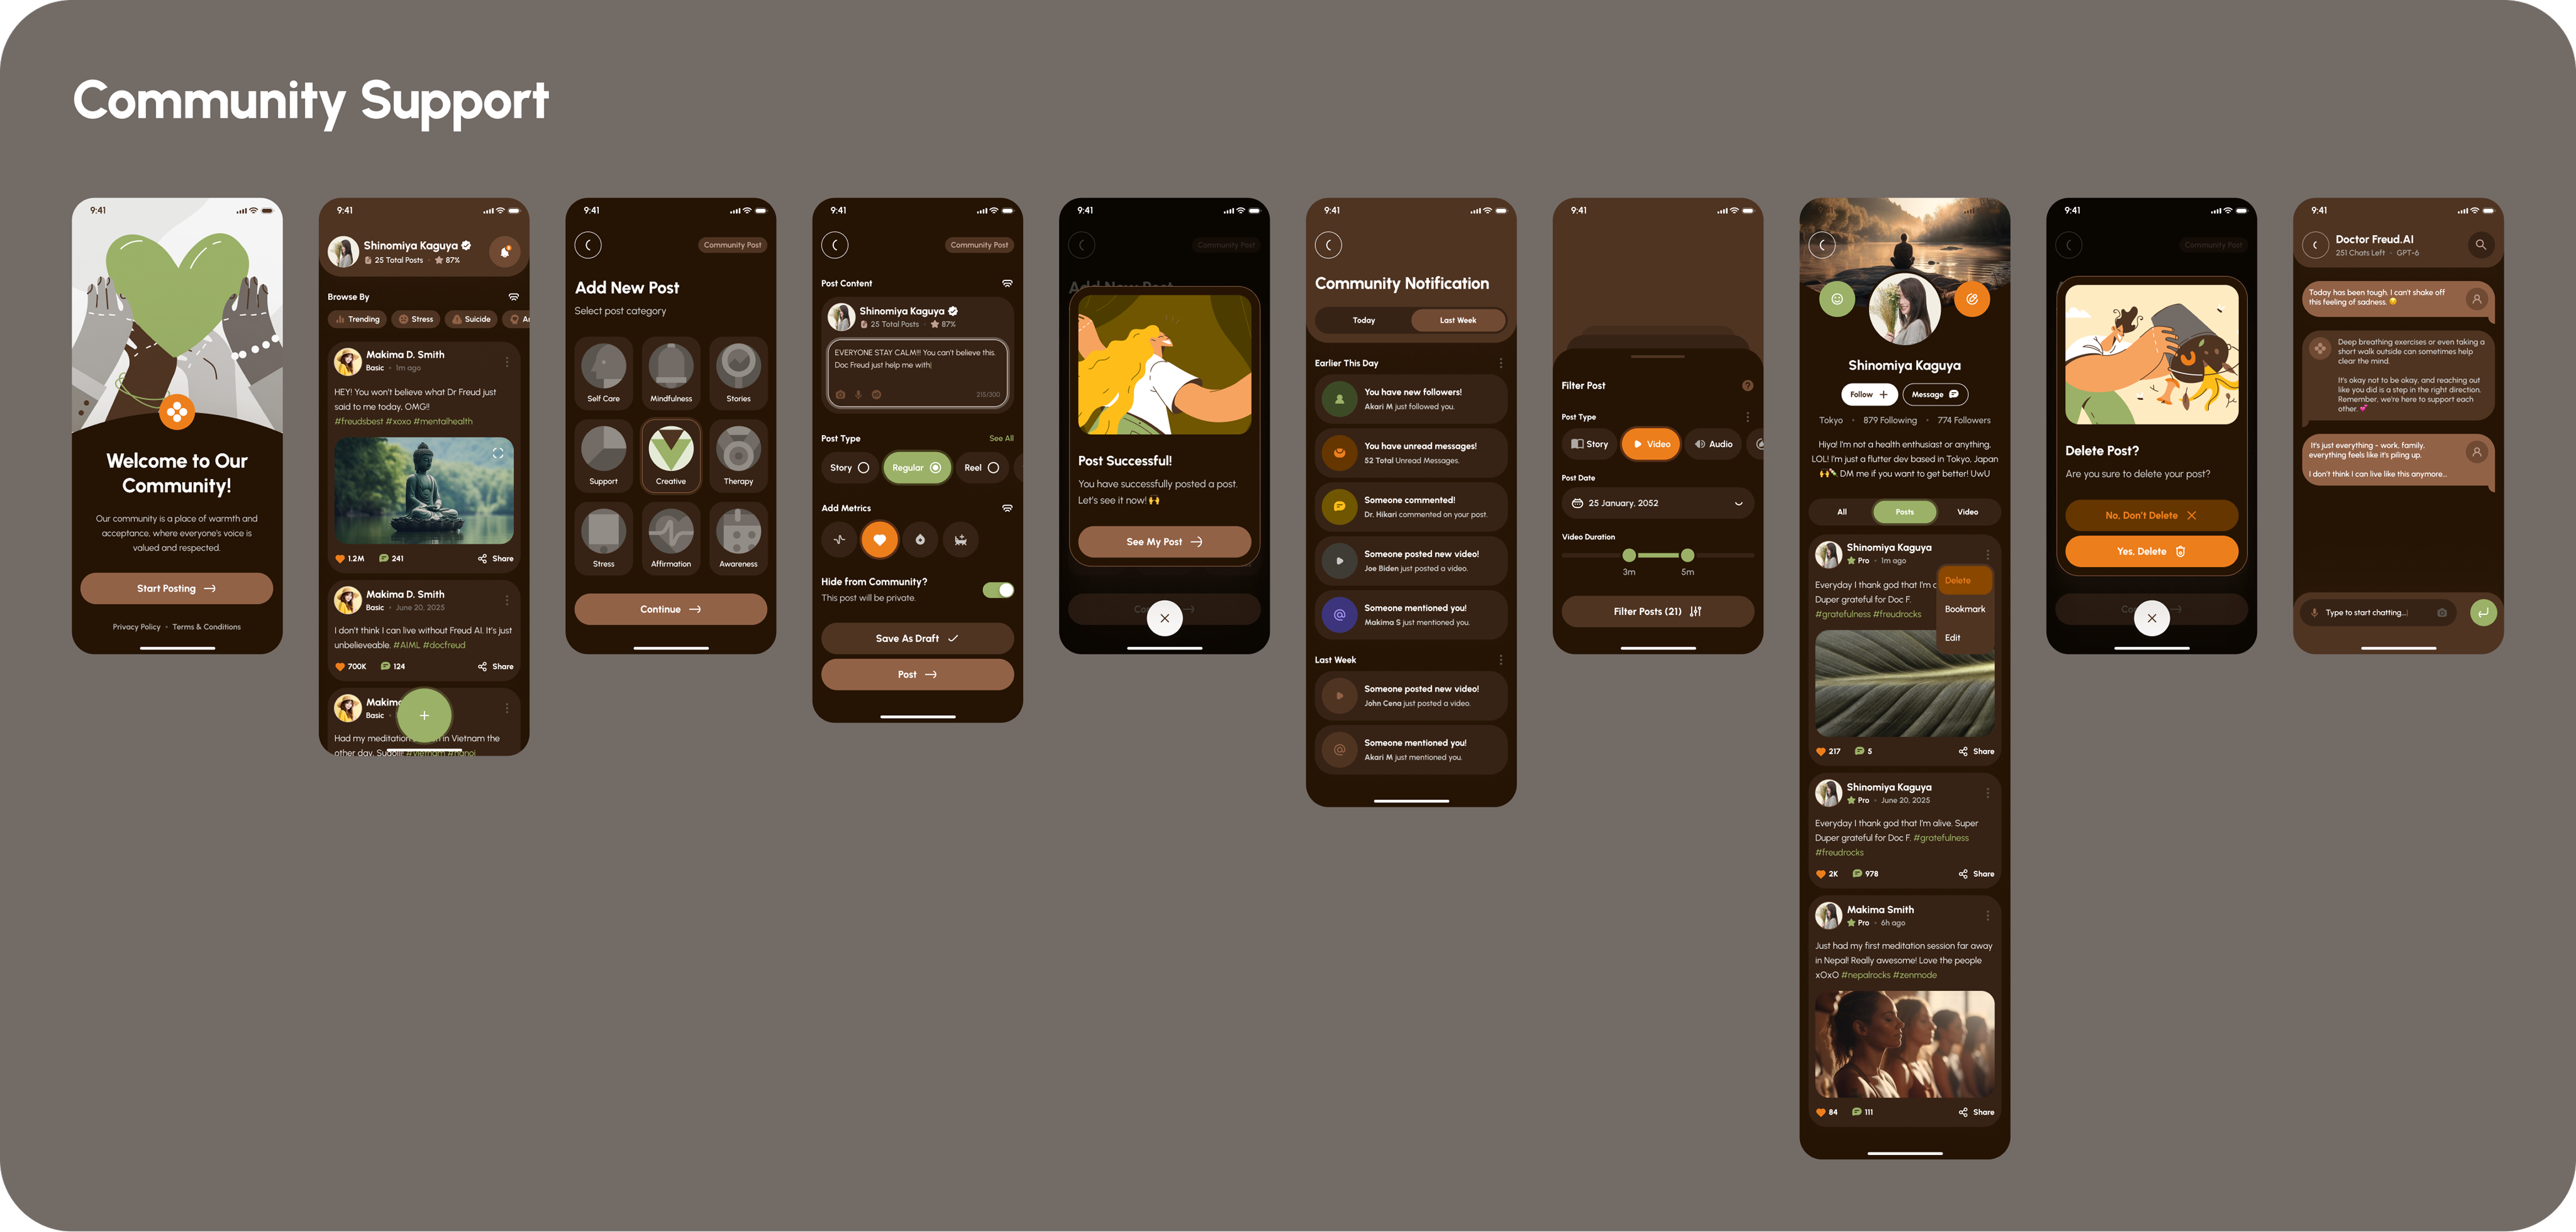 Community Support
9:41
Welcome to Our
Community!
Our community is a place of warmth and
acceptance, where everyone's voice is
valued and respected.
Start Posting
Privacy Policy • Terms & Conditions
9:41
Shinomiya Kaguya
25 Total Posts • 87%
Browse By
Trending Stress Suicide
Makima D. Smith
Basic • 1m ago
HEY! You won't believe what Dr Freud just
said to me today, OMG!!
#freudsbest #xoxo #mentalhealth
1.2M 241 Share
Makima D. Smith
Basic • June 20, 2025
I don't think I can live without Freud AI. It's just
unbelieveable. #AIML #docfreud
700K 124 Share
Basic
Had my meditation in Vietnam the
other day. #vietnam #hanoi
9:41
Community Post
Add New Post
Select post category
Self Care Mindfulness Stories
Support Creative Therapy
Stress Affirmation Awareness
Continue
9:41
Community Post
Post Content
Shinomiya Kaguya
25 Total Posts • 87%
EVERYONE STAY CALM!!! You can't believe this.
Doc Freud just help me with
215/300
Post Type See All
Story Regular Reel
Add Metrics
Hide from Community?
This post will be private.
Save As Draft
Post
9:41
Community Post
Add New Post
Post Successful!
You have successfully posted a post.
Let's see it now! 🙌
See My Post
9:41
Community Notification
Today Last Week
Earlier This Day
You have new followers!
Akari M just followed you.
You have unread messages!
52 Total Unread Messages.
Someone commented!
Dr. Hikari commented on your post.
Someone posted new video!
Joe Biden just posted a video.
Someone mentioned you!
Makima S just mentioned you.
Last Week
Someone posted new video!
John Cena just posted a video.
Someone mentioned you!
Akari M just mentioned you.
9:41
Filter Post
Post Type
Story Video Audio
Post Date
25 January, 2052
Video Duration
3m 5m
Filter Posts (21)
Shinomiya Kaguya
Follow Message
Tokyo • 879 Following • 774 Followers
Hiya! I'm not a health enthusiast or anything,
LOL! I'm just a flutter dev based in Tokyo, Japan
DM me if you want to get better! UwU
All Posts Video
Shinomiya Kaguya
Pro • 1m ago
Everyday I thank god that I'm
Duper grateful for Doc F.
#gratefulness #freudrocks
Delete
Bookmark
Edit
217 5 Share
Shinomiya Kaguya
Pro • June 20, 2025
Everyday I thank god that I'm alive. Super
Duper grateful for Doc F. #gratefulness
#freudrocks
2K 978 Share
Makima Smith
Pro • 6h ago
Just had my first meditation session far away
in Nepal! Really awesome! Love the people
xOxO #nepalrocks #zenmode
84 111 Share
9:41
Community Post
Delete Post?
Are you sure to delete your post?
No, Don't Delete
Yes, Delete
9:41
Doctor Freud.AI
251 Chats Left • GPT-6
Today has been tough. I can't shake off
this feeling of sadness. 😔
Deep breathing exercises or even taking a
short walk outside can sometimes help
clear the mind.
It's okay not to be okay, and reaching out
like you did is a step in the right direction.
Remember, we're here to support each
other. 💕
It's just everything - work, family,
everything feels like it's piling up.
I don't think I can like this anymore...
Type to start chatting...